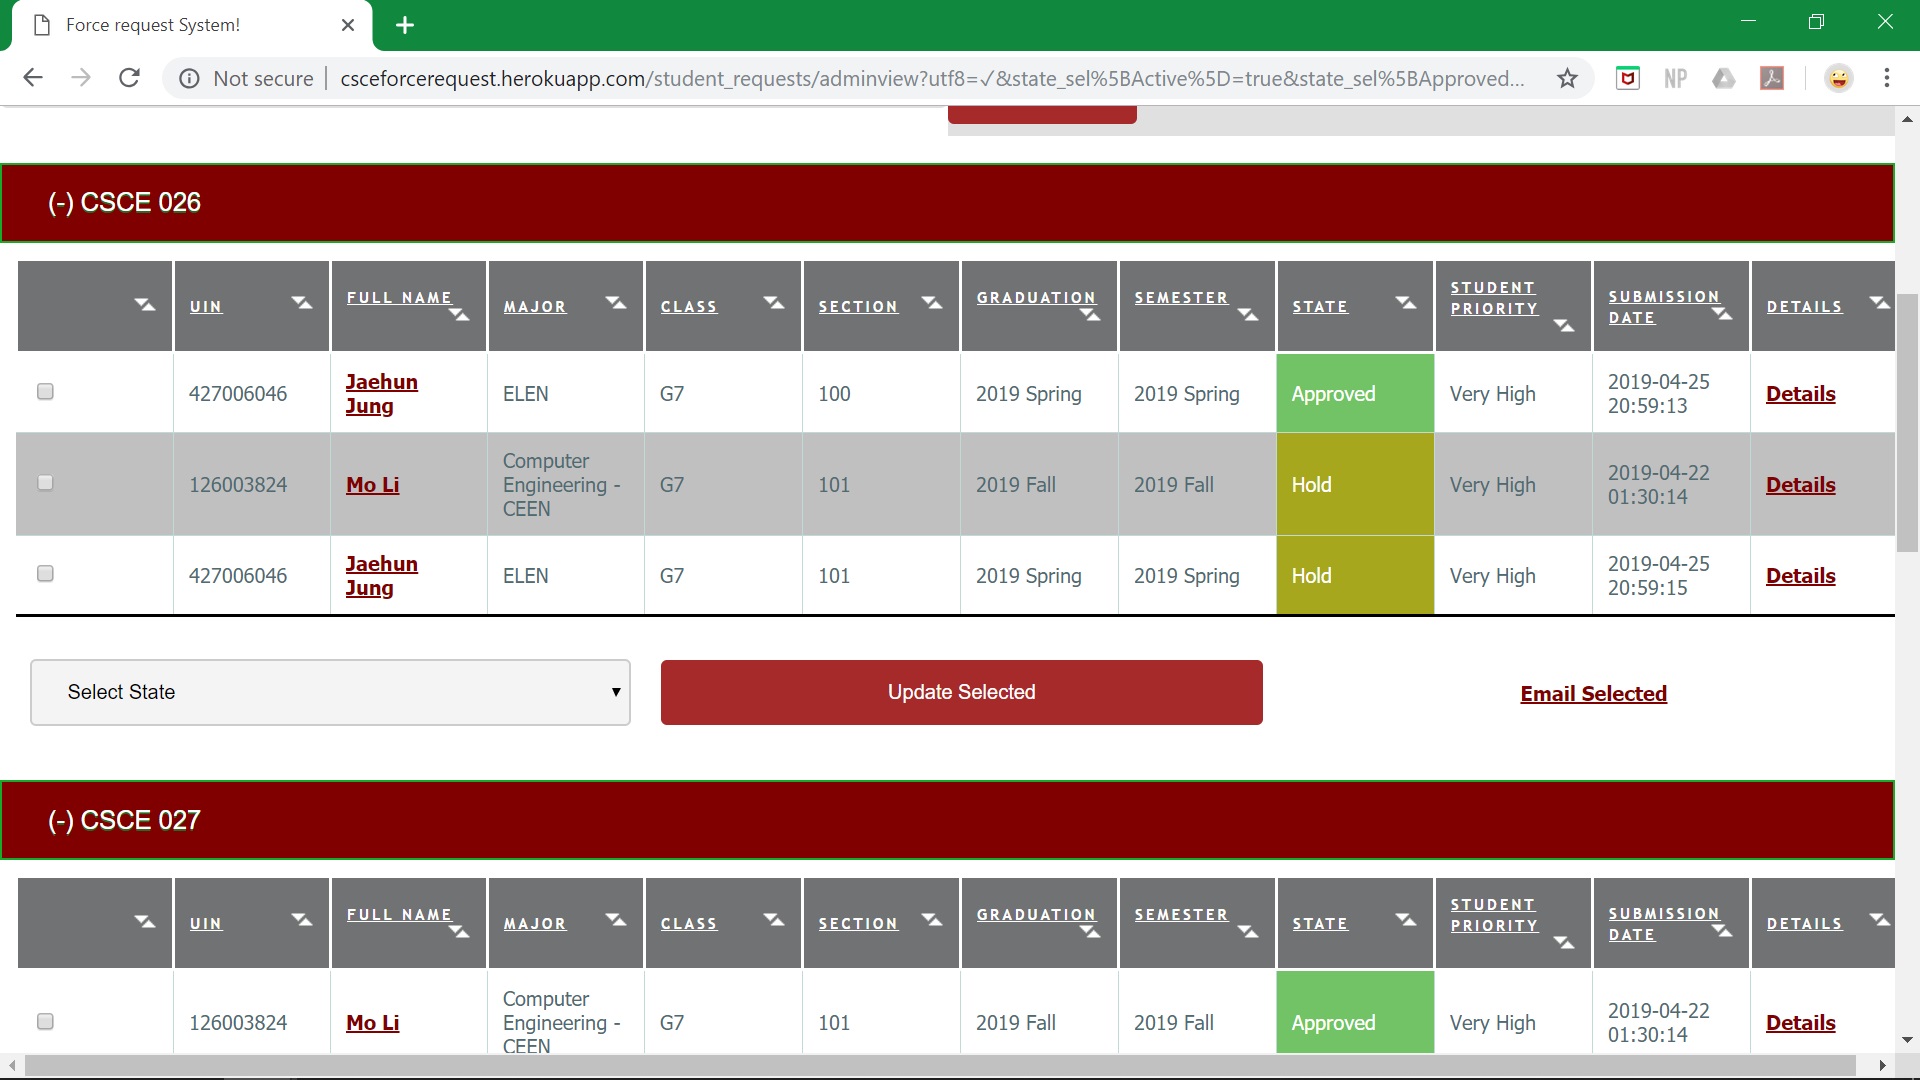 Force request System!
Not secure | csceforcerequest.herokuapp.com/student_requests/adminview?utf8=✓&state_sel%5BActive%5D=true&state_sel%5BApproved...
NP
(-) CSCE 026
UIN FULL NAME MAJOR CLASS SECTION GRADUATION SEMESTER STATE STUDENT PRIORITY SUBMISSION DATE DETAILS
427006046 Jaehun Jung ELEN G7 100 2019 Spring 2019 Spring Approved Very High 2019-04-25 20:59:13 Details
126003824 Mo Li Computer Engineering - CEEN G7 101 2019 Fall 2019 Fall Hold Very High 2019-04-22 01:30:14 Details
427006046 Jaehun Jung ELEN G7 101 2019 Spring 2019 Spring Hold Very High 2019-04-25 20:59:15 Details
Select State Update Selected Email Selected
(-) CSCE 027
UIN FULL NAME MAJOR CLASS SECTION GRADUATION SEMESTER STATE STUDENT PRIORITY SUBMISSION DATE DETAILS
126003824 Mo Li Computer Engineering - CEEN G7 101 2019 Fall 2019 Fall Approved Very High 2019-04-22 01:30:14 Details